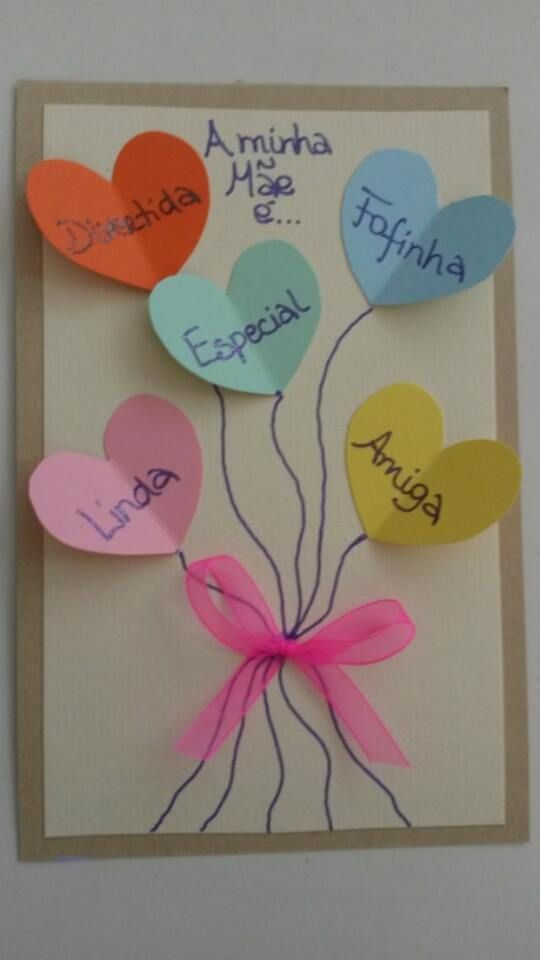 A minha
Mãe
é...
Divertida
Fofinha
Especial
Linda
Amiga